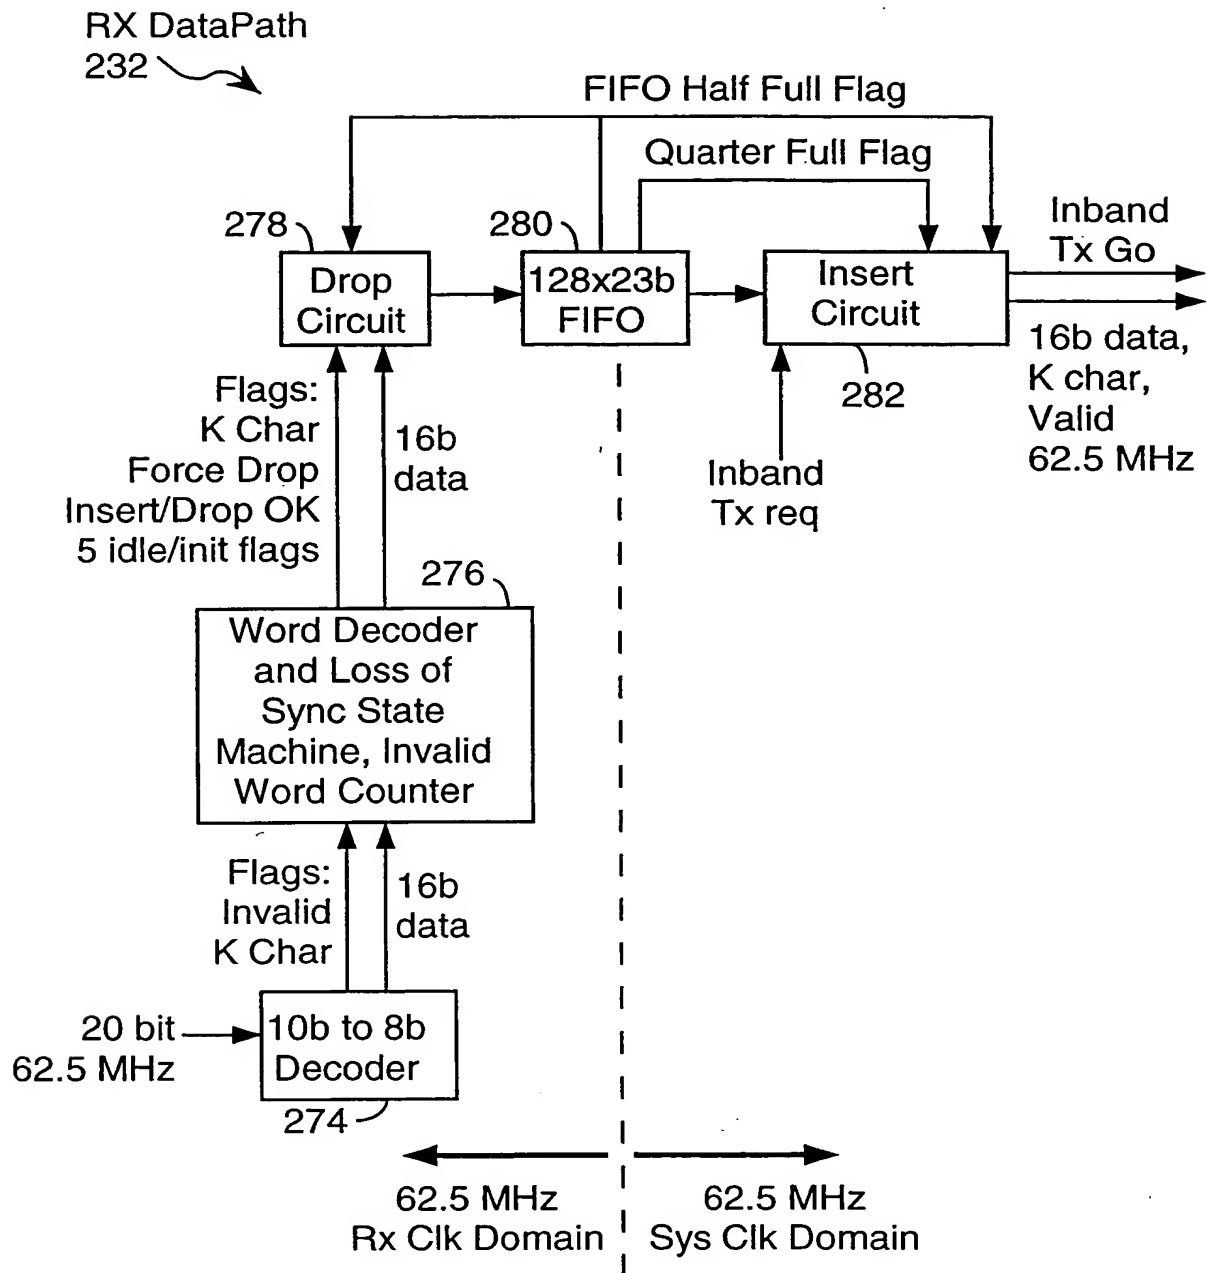 RX DataPath
232
FIFO Half Full Flag
Quarter Full Flag
278
280
Inband
Tx Go
Drop
Circuit
128x23b
FIFO
Insert
Circuit
282
16b data,
K char,
Valid
62.5 MHz
Flags:
K Char
Force Drop
Insert/Drop OK
5 idle/init flags
16b
data
Inband
Tx req
276
Word Decoder
and Loss of
Sync State
Machine, Invalid
Word Counter
Flags:
Invalid
K Char
16b
data
20 bit
62.5 MHz
10b to 8b
Decoder
274
62.5 MHz
Rx Clk Domain
62.5 MHz
Sys Clk Domain